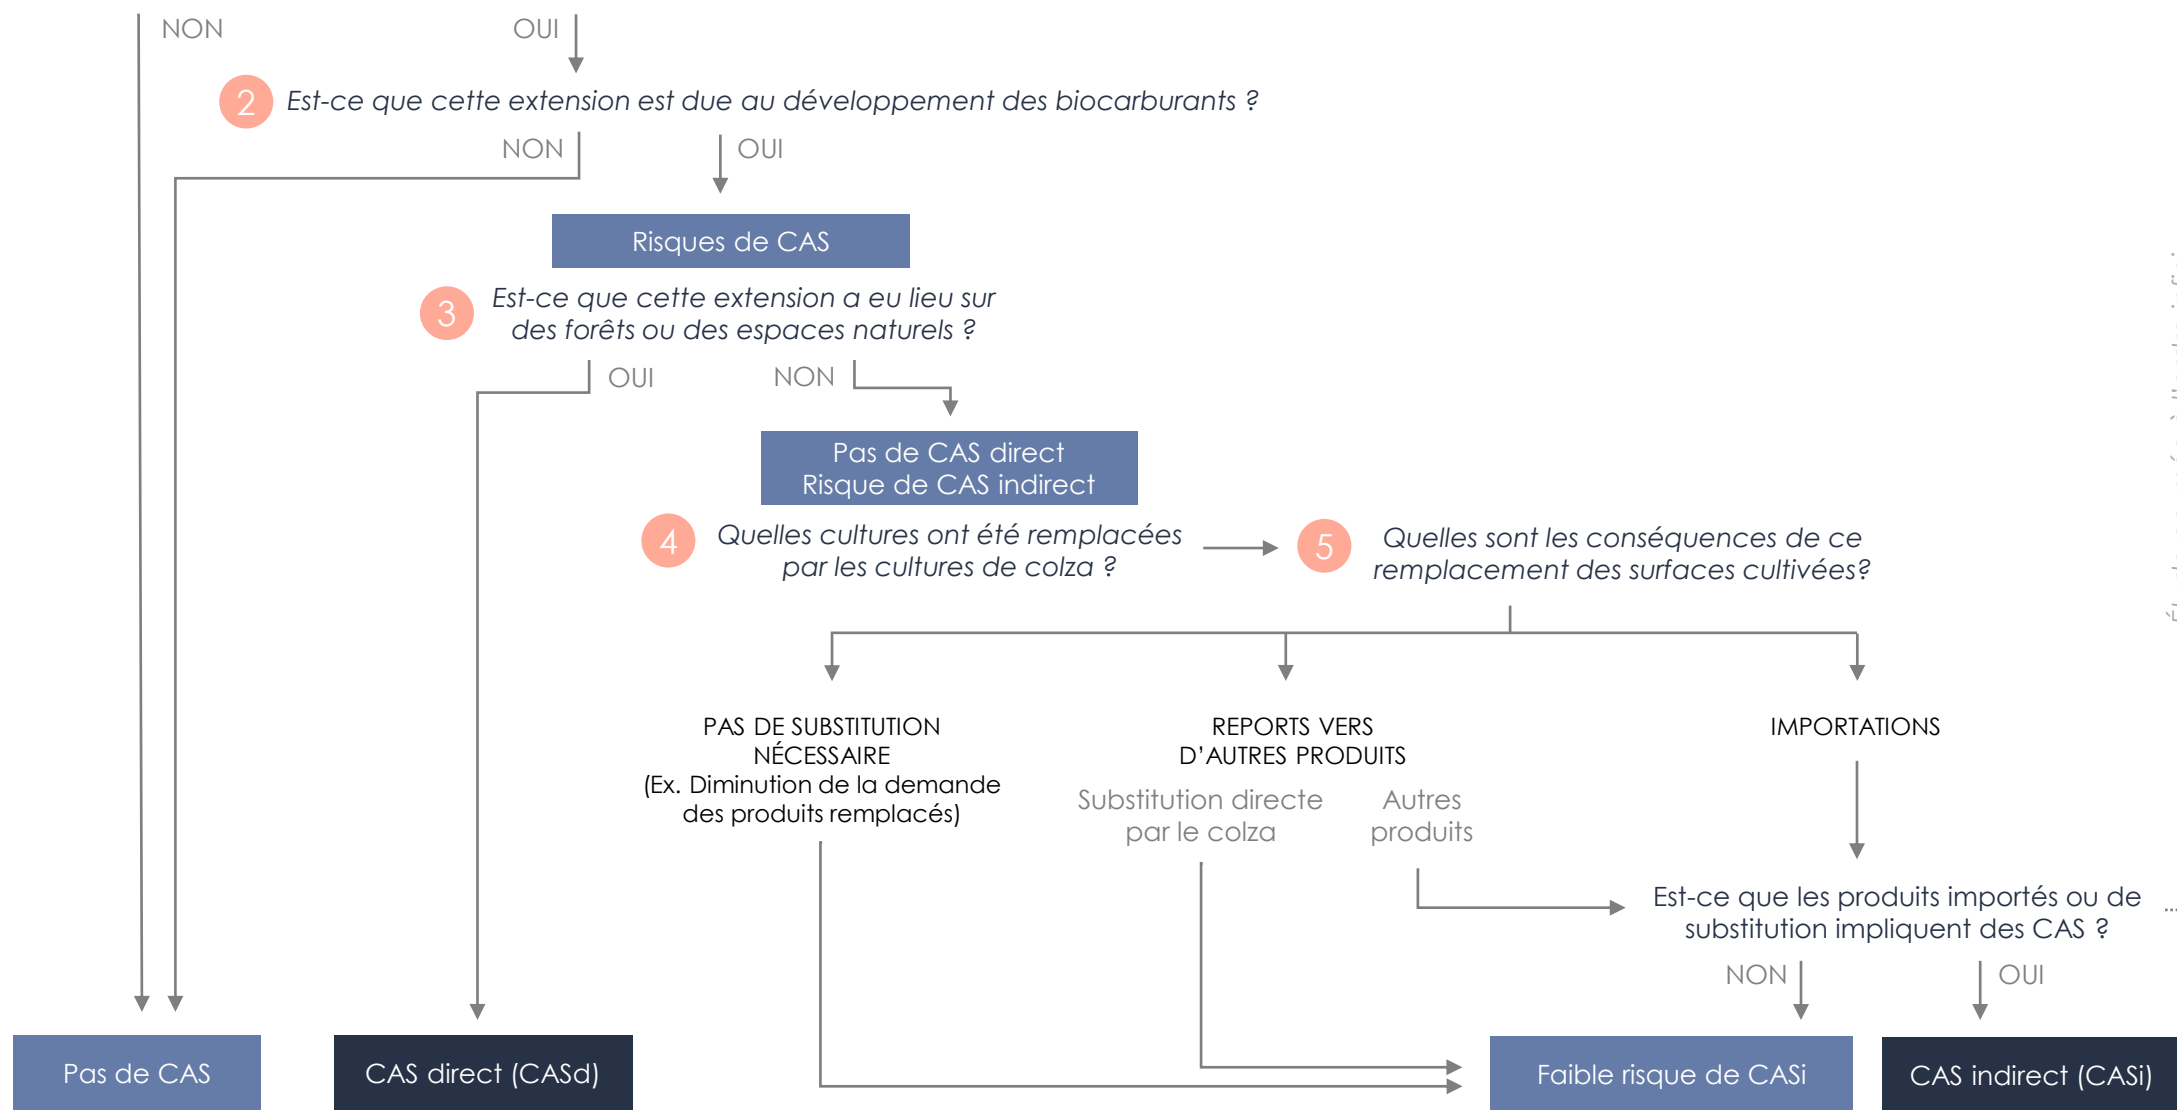 NON
OUI
2
Est-ce que cette extension est due au développement des biocarburants ?
NON
OUI
Risques de CAS
3
Est-ce que cette extension a eu lieu sur
des forêts ou des espaces naturels ?
OUI
NON
Pas de CAS direct
Risque de CAS indirect
4
Quelles cultures ont été remplacées
par les cultures de colza ?
5
Quelles sont les conséquences de ce
remplacement des surfaces cultivées?
PAS DE SUBSTITUTION
NÉCESSAIRE
(Ex. Diminution de la demande
des produits remplacés)
REPORTS VERS
D'AUTRES PRODUITS
Substitution directe
par le colza
Autres
produits
IMPORTATIONS
Est-ce que les produits importés ou de
substitution impliquent des CAS ?
NON
OUI
Pas de CAS
CAS direct (CASd)
Faible risque de CASi
CAS indirect (CASi)